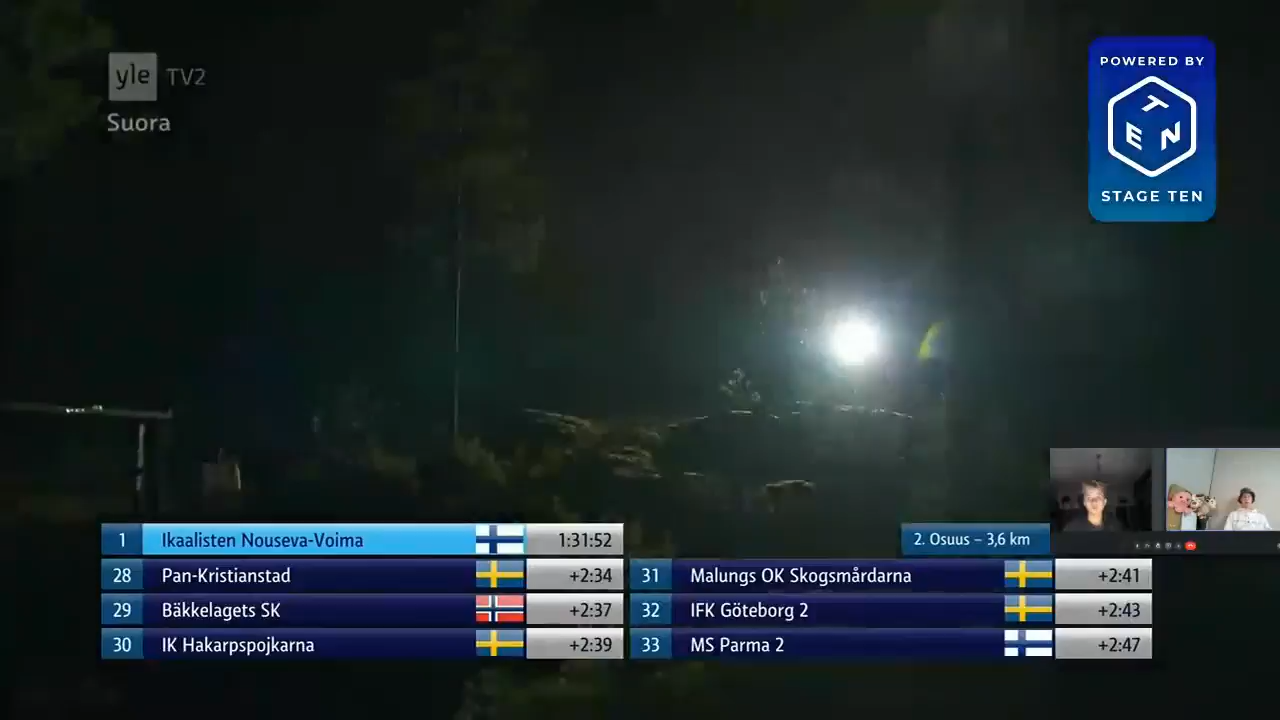 yle TV2
Suora
POWERED BY
TEN
STAGE TEN
1 Ikaalisten Nouseva-Voima 1:31:52
2. Osuus – 3,6 km
28 Pan-Kristianstad +2:34
31 Malungs OK Skogsmårdarna +2:41
29 Bäkkelagets SK +2:37
32 IFK Göteborg 2 +2:43
30 IK Hakarpspojkarna +2:39
33 MS Parma 2 +2:47